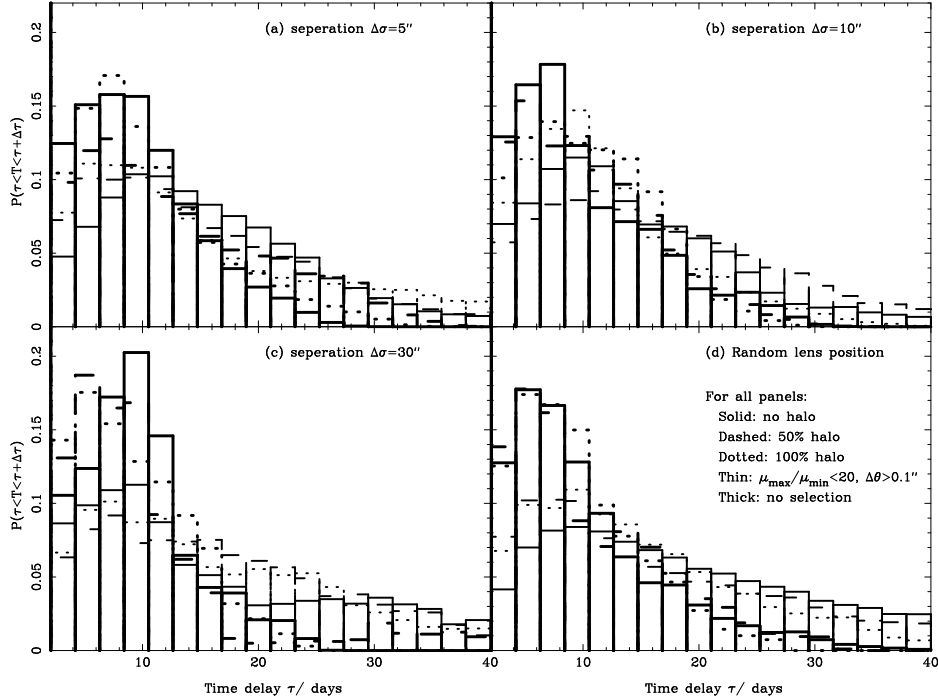 (a) seperation Δσ=5″
(b) seperation Δσ=10″
0.2
0.15
0.1
0.05
0
P(τ<T<τ+Δτ)
(c) seperation Δσ=30″
(d) Random lens position
For all panels:
Solid: no halo
Dashed: 50% halo
Dotted: 100% halo
Thin: μmax/μmin<20, Δθ>0.1″
Thick: no selection
0.2
0.15
0.1
0.05
0
P(τ<T<τ+Δτ)
10 20 30 40 10 20 30 40
Time delay τ/ days
Time delay τ/ days